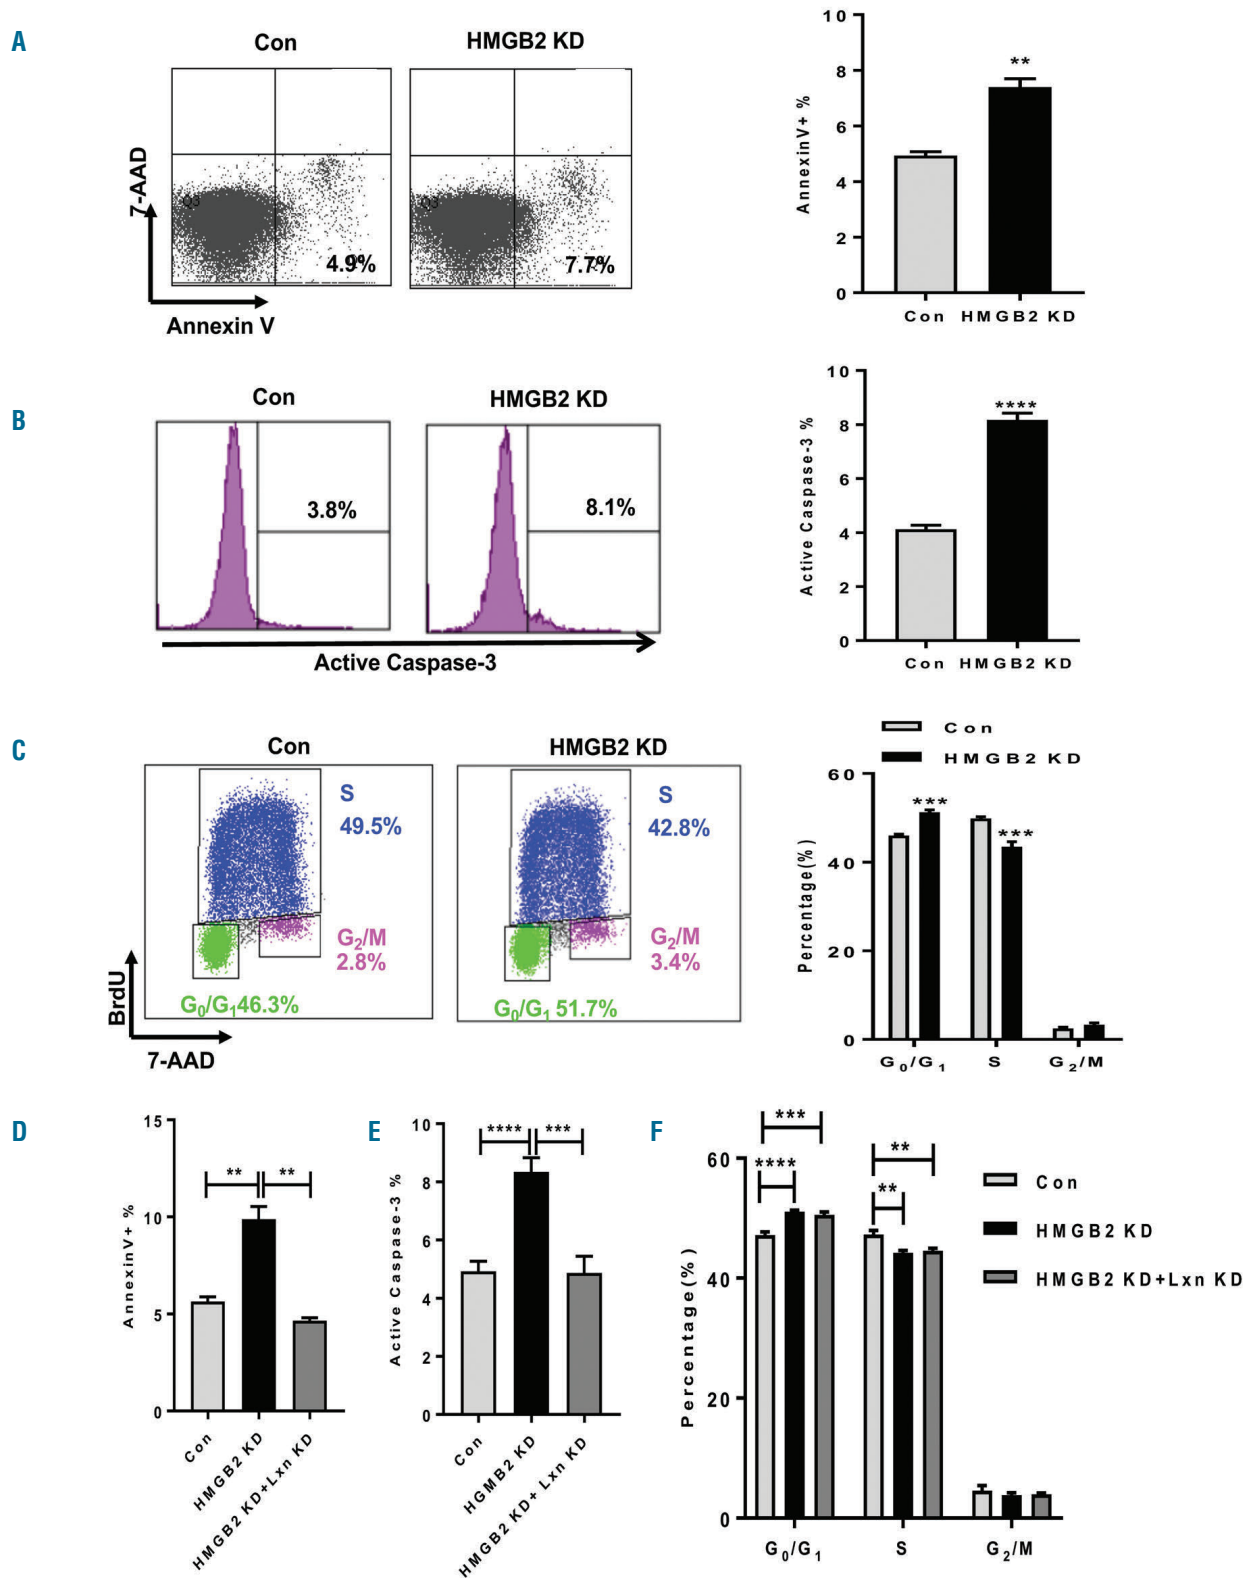 A
Con
HMGB2 KD
7-AAD
Q3
4.9%
Q3
7.7%
Annexin V
AnnexinV+ %
10
8
6
4
2
0
**
Con
HMGB2 KD
B
Con
HMGB2 KD
3.8%
8.1%
Active Caspase-3
Active Caspase-3 %
10
8
6
4
2
0
****
Con
HMGB2 KD
C
Con
HMGB2 KD
S
49.5%
G2/M
2.8%
G0/G1 46.3%
S
42.8%
G2/M
3.4%
G0/G1 51.7%
BrdU
7-AAD
Con
HMGB2 KD
Percentage(%)
60
40
20
0
***
***
G0/G1
S
G2/M
D
AnnexinV+ %
15
10
5
0
**
**
Con
HMGB2 KD
HMGB2 KD+Lxn KD
E
Active Caspase-3 %
10
8
6
4
2
0
****
***
Con
HGMB2 KD
HMGB2 KD+ Lxn KD
F
Percentage(%)
60
40
20
0
***
****
**
**
G0/G1
S
G2/M
Con
HMGB2 KD
HMGB2 KD+Lxn KD